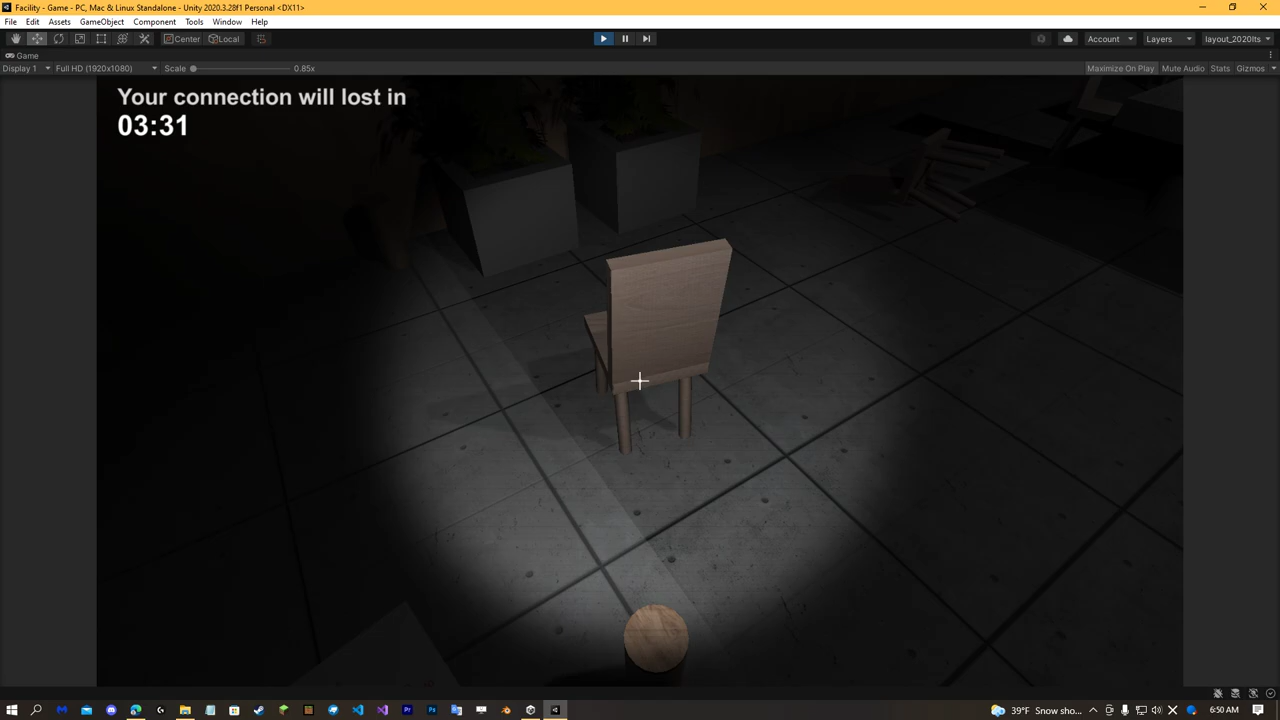 Facility - Game - PC, Mac & Linux Standalone - Unity 2020.3.28f1 Personal <DX11>
File Edit Assets GameObject Component Tools Window Help
Center Local Account Layers layout_2020lts
Game
Display 1 Full HD (1920x1080) Scale 0.85x Maximize On Play Mute Audio Stats Gizmos
Your connection will lost in
03:31
39°F Snow sho... 6:50 AM